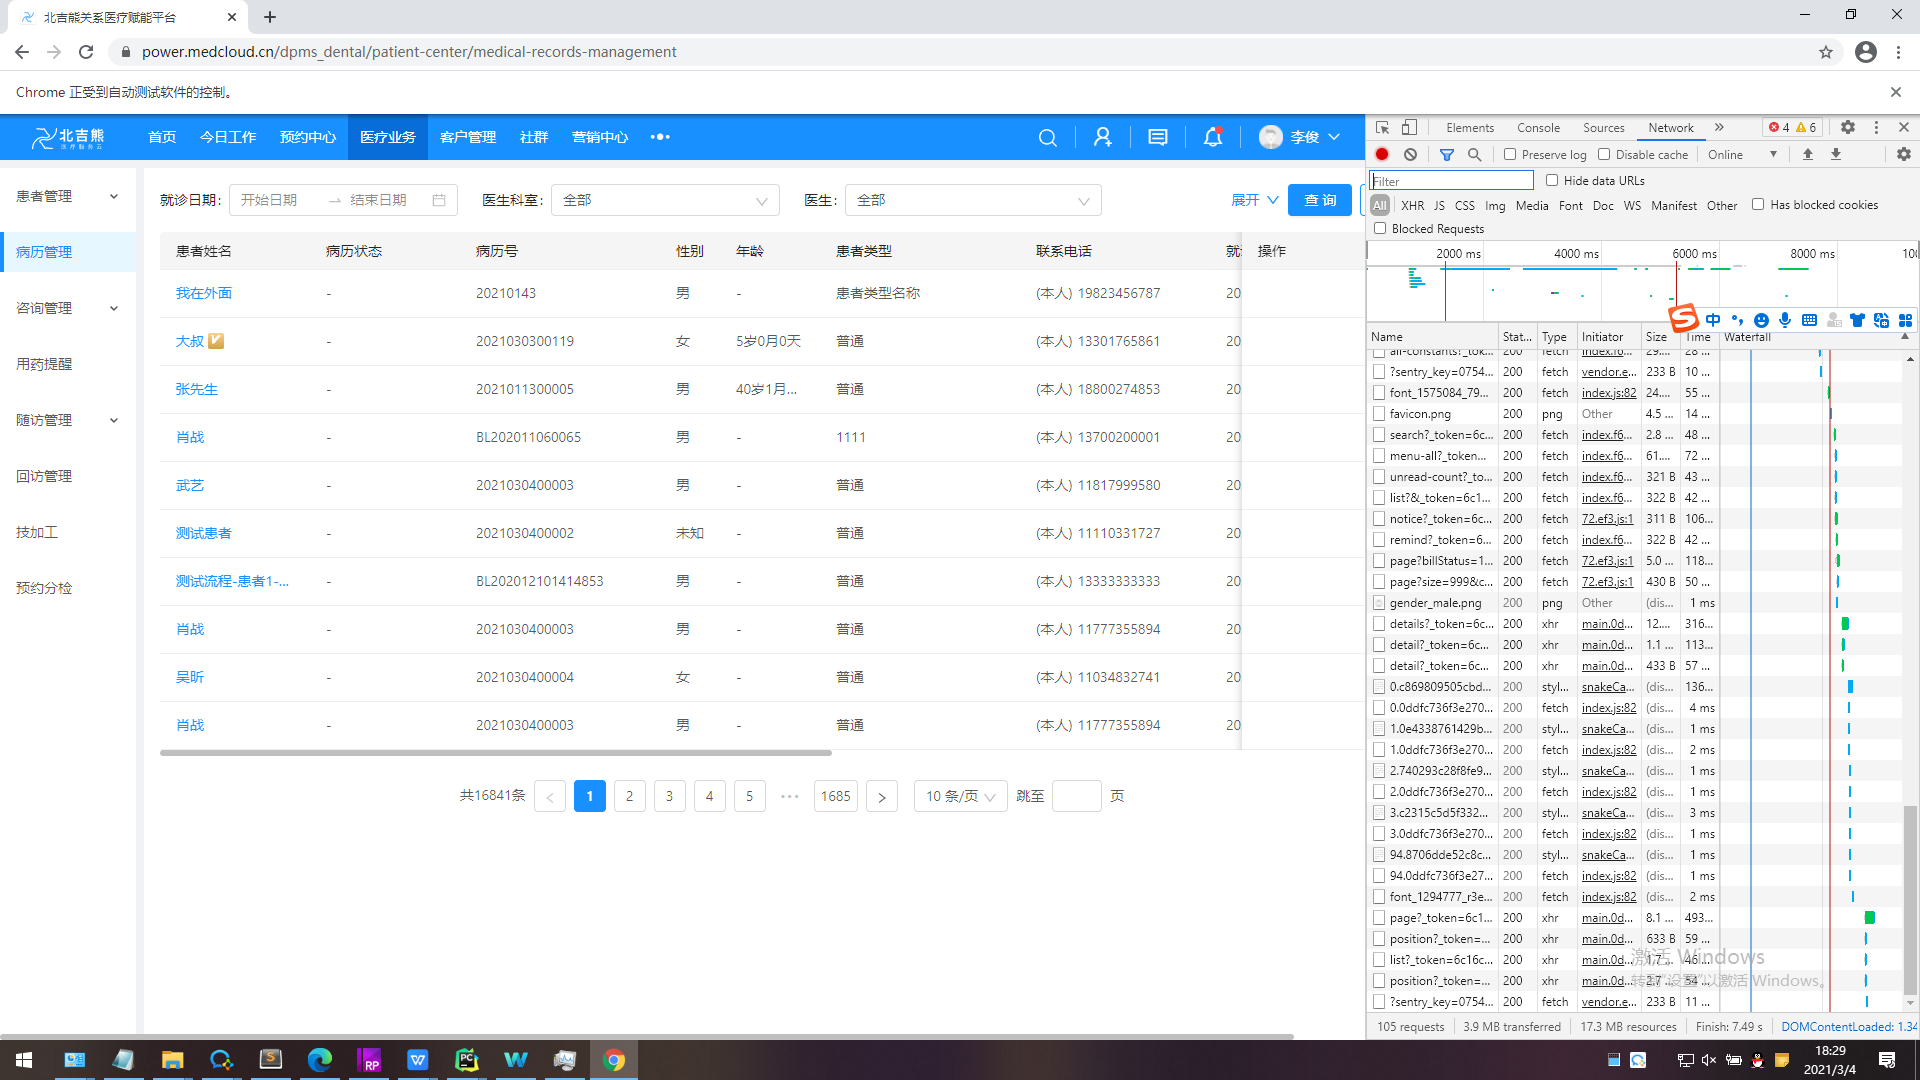 北吉熊关系医疗赋能平台
power.medcloud.cn/dpms_dental/patient-center/medical-records-management
Chrome 正受到自动测试软件的控制。
北吉熊
医疗服务云
首页 今日工作 预约中心 医疗业务 客户管理 社群 营销中心 ••• 李俊
患者管理
病历管理
咨询管理
用药提醒
随访管理
回访管理
技加工
预约分检
就诊日期: 开始日期 → 结束日期 医生科室: 全部 医生: 全部 展开 查 询
患者姓名 病历状态 病历号 性别 年龄 患者类型 联系电话 操作
我在外面 - 20210143 男 - 患者类型名称 (本人) 19823456787 20
大叔 - 2021030300119 女 5岁0月0天 普通 (本人) 13301765861 20
张先生 - 2021011300005 男 40岁1月... 普通 (本人) 18800274853 20
肖战 - BL202011060065 男 - 1111 (本人) 13700200001 20
武艺 - 2021030400003 男 - 普通 (本人) 11817999580 20
测试患者 - 2021030400002 未知 - 普通 (本人) 11110331727 20
测试流程-患者1-... - BL202012101414853 男 - 普通 (本人) 13333333333 20
肖战 - 2021030400003 男 - 普通 (本人) 11777355894 20
吴昕 - 2021030400004 女 - 普通 (本人) 11034832741 20
肖战 - 2021030400003 男 - 普通 (本人) 11777355894 20
共16841条 < 1 2 3 4 5 ••• 1685 > 10 条/页 跳至 页
Elements Console Sources Network » 4 6
Preserve log Disable cache Online
Filter Hide data URLs
All XHR JS CSS Img Media Font Doc WS Manifest Other Has blocked cookies
Blocked Requests
2000 ms 4000 ms 6000 ms 8000 ms 100
中
Name Stat... Type Initiator Size Time Waterfall
all-constants?_tok... 200 fetch index.f6... 29.... 28 ...
?sentry_key=0754... 200 fetch vendor.e... 233 B 10 ...
font_1575084_79... 200 fetch index.js:82 24.... 55 ...
favicon.png 200 png Other 4.5 ... 14 ...
search?_token=6c... 200 fetch index.f6... 2.8 ... 48 ...
menu-all?_token... 200 fetch index.f6... 61.... 72 ...
unread-count?_to... 200 fetch index.f6... 321 B 43 ...
list?&_token=6c1... 200 fetch index.f6... 322 B 42 ...
notice?_token=6c... 200 fetch 72.ef3.js:1 311 B 106...
remind?_token=6... 200 fetch index.f6... 322 B 42 ...
page?billStatus=1... 200 fetch 72.ef3.js:1 5.0 ... 118...
page?size=999&c... 200 fetch 72.ef3.js:1 430 B 50 ...
gender_male.png 200 png Other (dis... 1 ms
details?_token=6c... 200 xhr main.0d... 12.... 316...
detail?_token=6c... 200 xhr main.0d... 1.1 ... 113...
detail?_token=6c... 200 xhr main.0d... 433 B 57 ...
0.c869809505cbd... 200 styl... snakeCa... (dis... 136...
0.0ddfc736f3e270... 200 fetch index.js:82 (dis... 4 ms
1.0e4338761429b... 200 styl... snakeCa... (dis... 1 ms
1.0ddfc736f3e270... 200 fetch index.js:82 (dis... 2 ms
2.740293c28f8fe9... 200 styl... snakeCa... (dis... 1 ms
2.0ddfc736f3e270... 200 fetch index.js:82 (dis... 1 ms
3.c2315c5d5f332... 200 styl... snakeCa... (dis... 3 ms
3.0ddfc736f3e270... 200 fetch index.js:82 (dis... 1 ms
94.8706dde52c8c... 200 styl... snakeCa... (dis... 1 ms
94.0ddfc736f3e27... 200 fetch index.js:82 (dis... 1 ms
font_1294777_r3e... 200 fetch index.js:82 (dis... 2 ms
page?_token=6c1... 200 xhr main.0d... 8.1 ... 493...
position?_token=... 200 xhr main.0d... 633 B 59 ...
list?_token=6c16c... 200 xhr main.0d... 1.7 ... 46 ...
position?_token=... 200 xhr main.0d... 2.7 ... 54 ...
?sentry_key=0754... 200 fetch vendor.e... 233 B 11 ...
激活 Windows
转到"设置"以激活 Windows。
105 requests 3.9 MB transferred 17.3 MB resources Finish: 7.49 s DOMContentLoaded: 1.34
18:29
2021/3/4